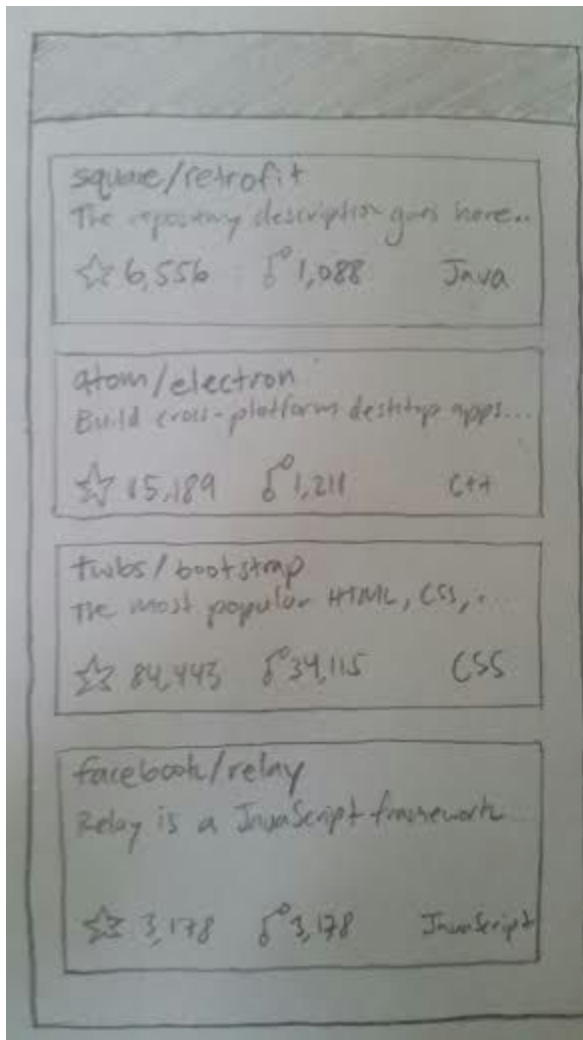 square/retrofit
The repository description goes here...
6,556 1,088 Java
atom/electron
Build cross-platform desktop apps...
15,189 1,211 C++
twbs/bootstrap
The most popular HTML, CSS, ...
84,443 34,115 CSS
facebook/relay
Relay is a JavaScript framework...
3,178 3,178 JavaScript